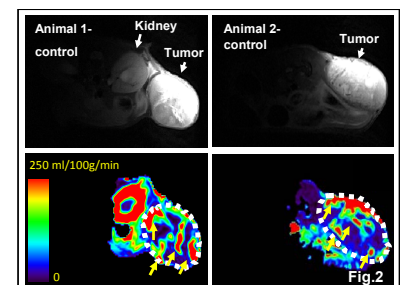 Animal 1-
control
Kidney
Tumor
Animal 2-
control
Tumor
250 ml/100g/min
0
Fig.2